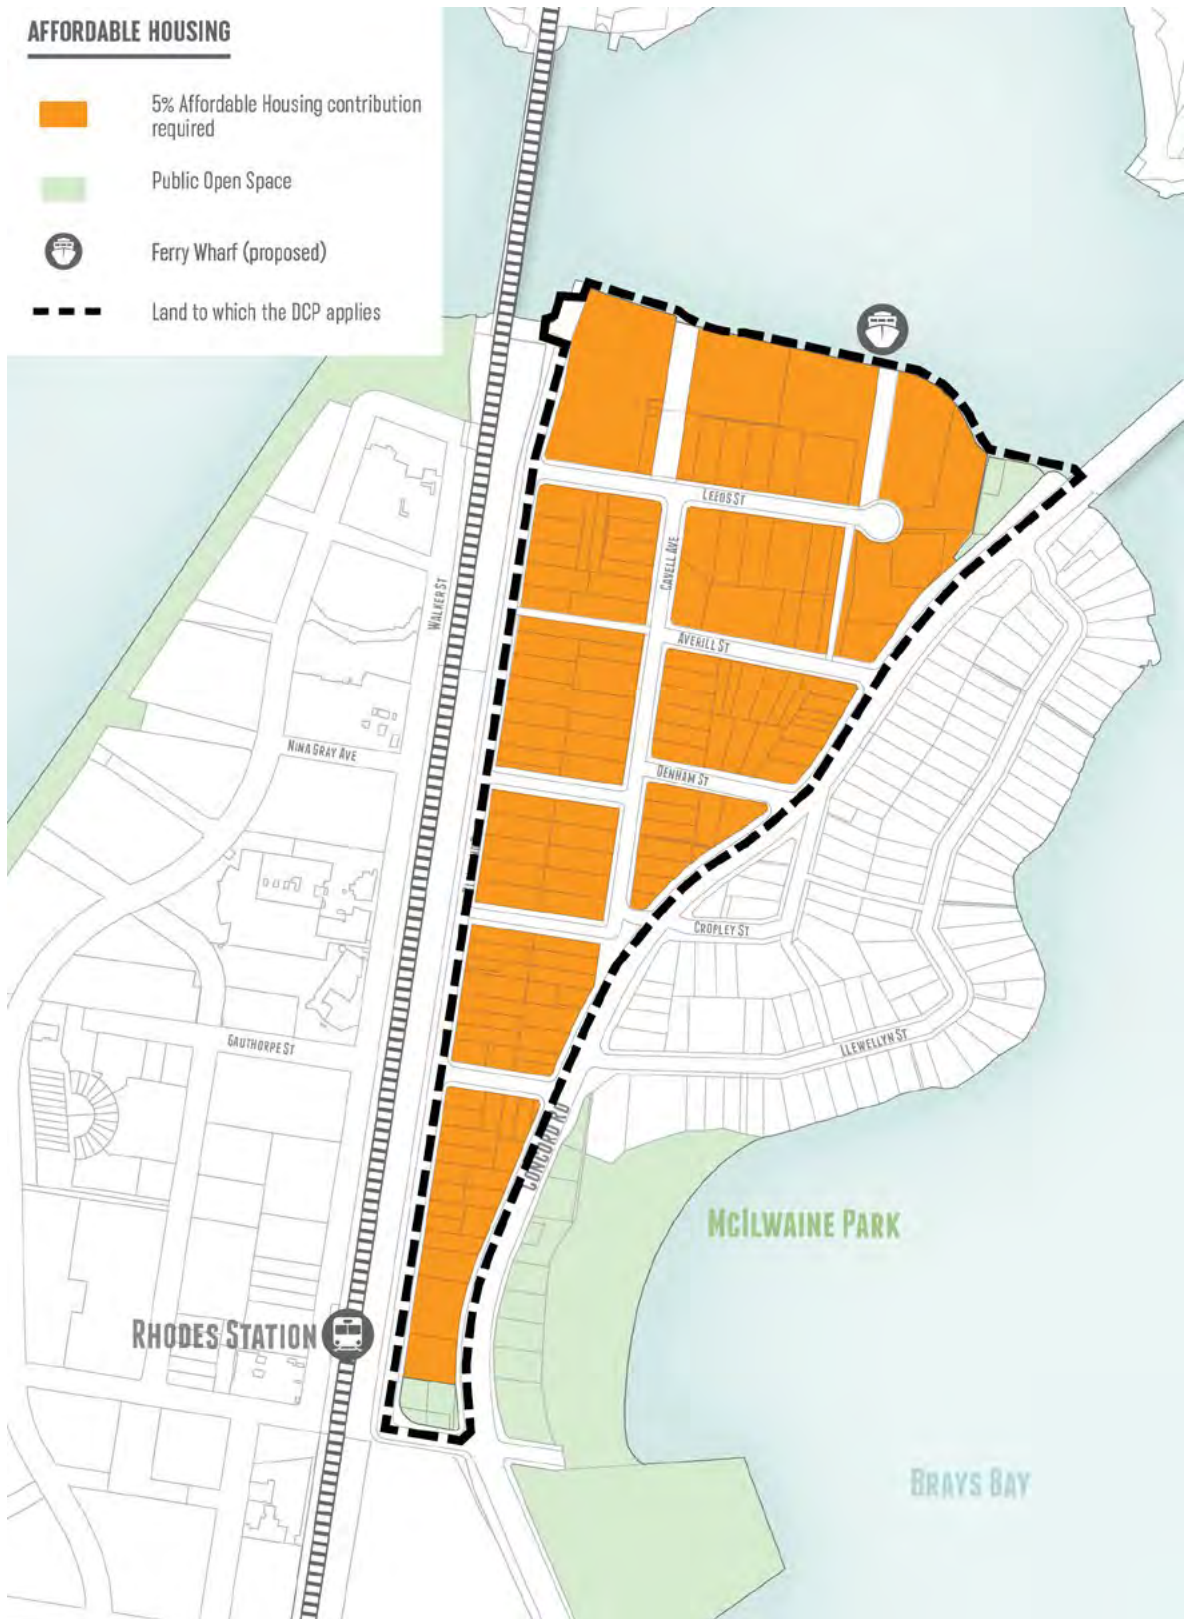 AFFORDABLE HOUSING
5% Affordable Housing contribution
required
Public Open Space
Ferry Wharf (proposed)
Land to which the DCP applies
LEEDS ST
CAVELL AVE
WALKER ST
AVERILL ST
NINA GRAY AVE
DENHAM ST
CROPLEY ST
GAUTHORPE ST
LLEWELLYN ST
CONCORD RD
MCILWAINE PARK
RHODES STATION
BRAYS BAY